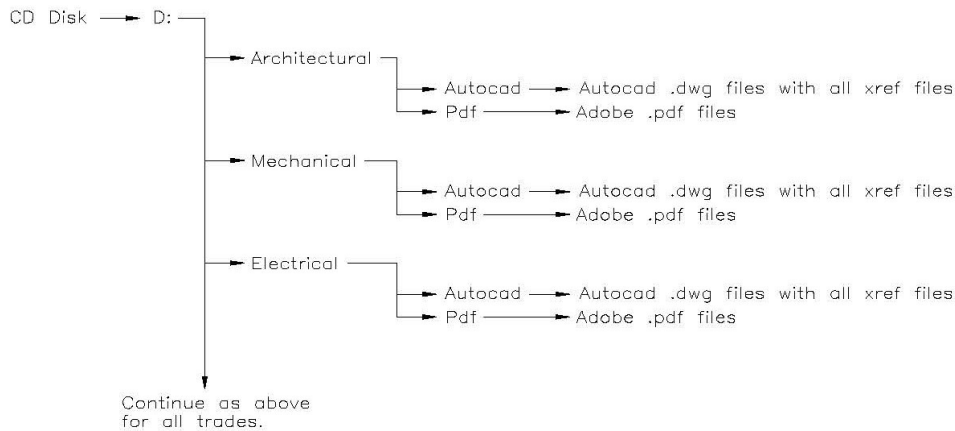 CD Disk D:
Architectural
Autocad Autocad .dwg files with all xref files
Pdf Adobe .pdf files
Mechanical
Autocad Autocad .dwg files with all xref files
Pdf Adobe .pdf files
Electrical
Autocad Autocad .dwg files with all xref files
Pdf Adobe .pdf files
Continue as above
for all trades.